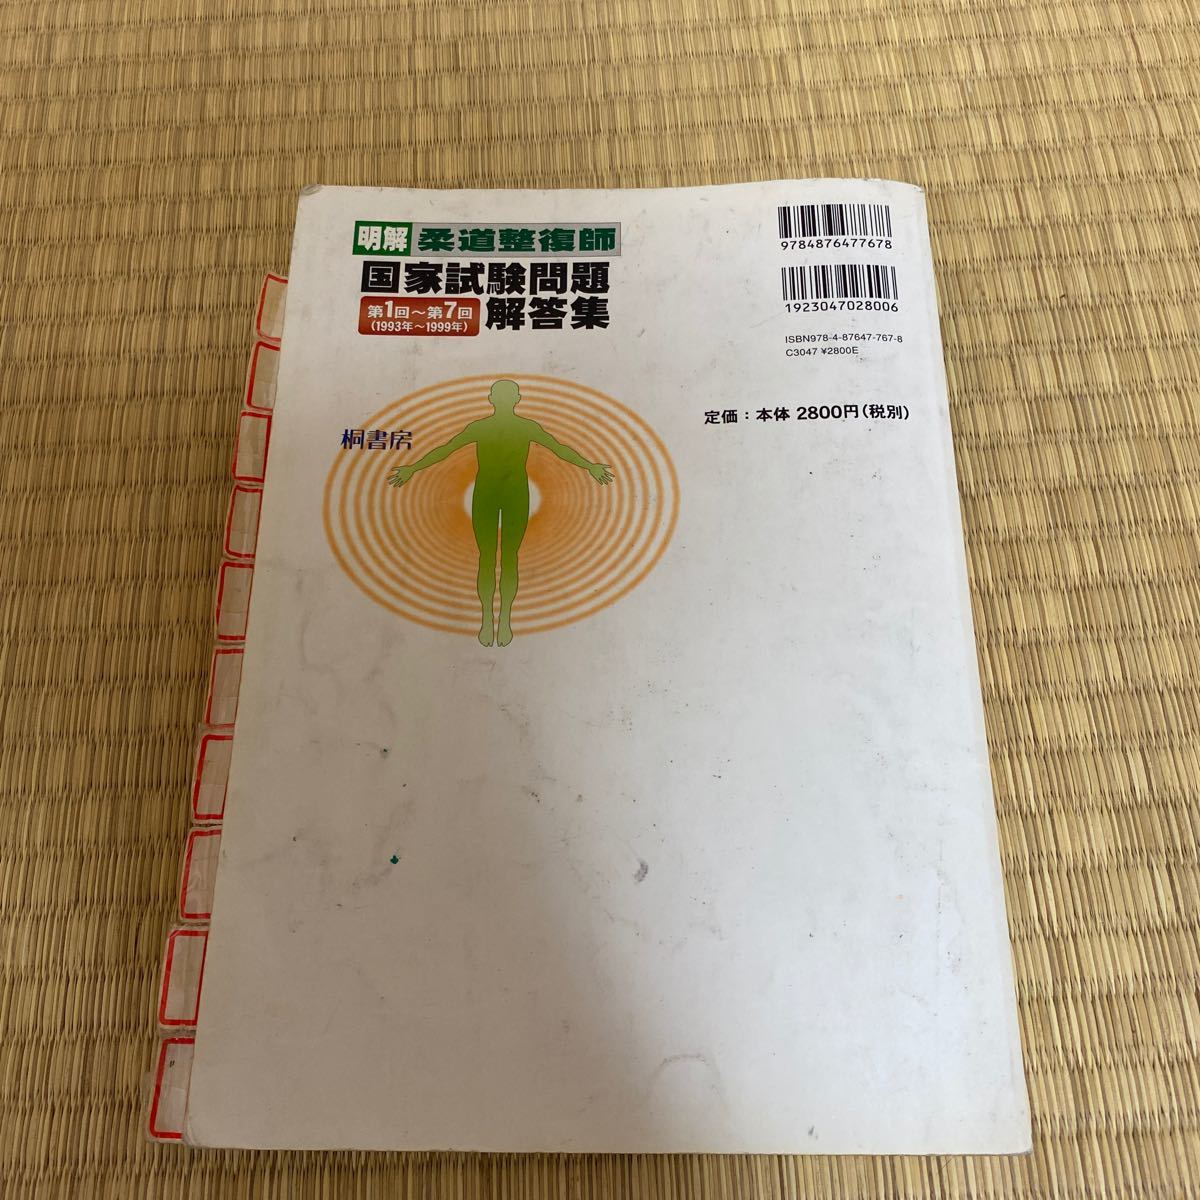 明解 柔道整復師
国家試験問題
第1回～第7回
(1993年～1999年)
解答集
桐書房
9784876477678
1923047028006
ISBN978-4-87647-767-8
C3047 ¥2800E
定価：本体 2800円（税別）